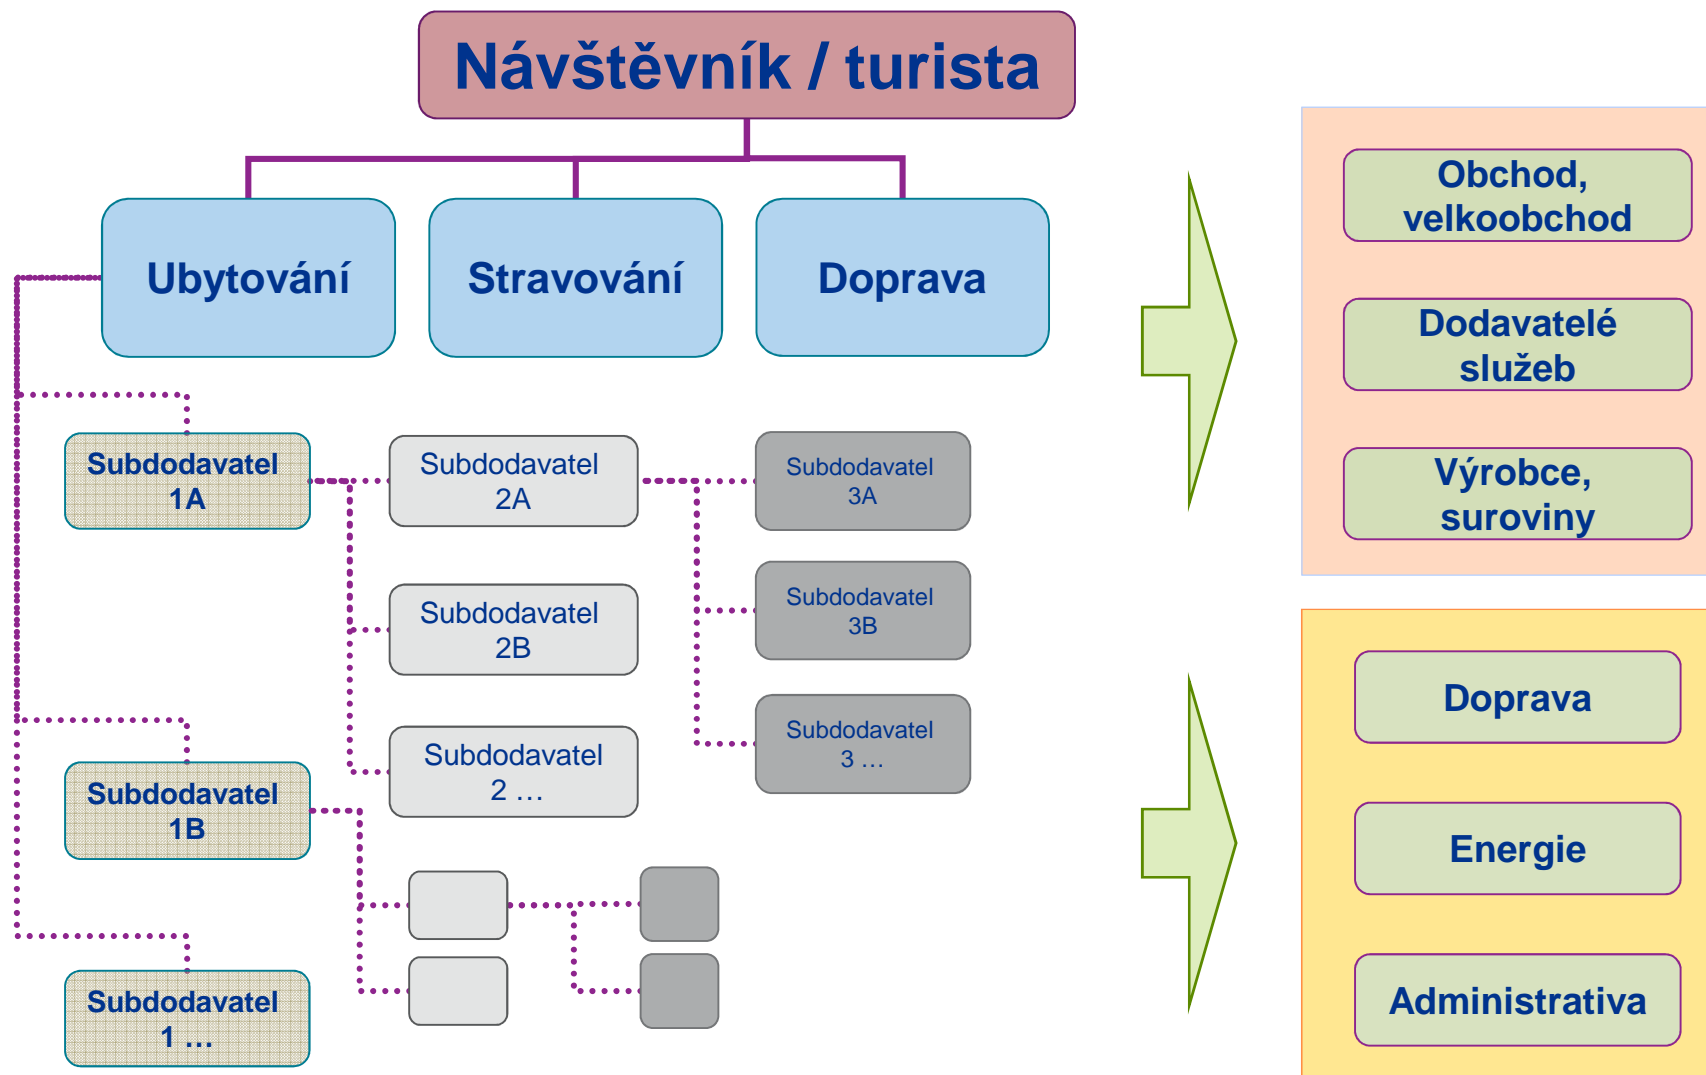 Návštěvník / turista
Ubytování
Stravování
Doprava
Subdodavatel
1A
Subdodavatel
2A
Subdodavatel
3A
Subdodavatel
2B
Subdodavatel
3B
Subdodavatel
2 …
Subdodavatel
3 …
Subdodavatel
1B
Subdodavatel
1 …
Obchod,
velkoobchod
Dodavatelé
služeb
Výrobce,
suroviny
Doprava
Energie
Administrativa